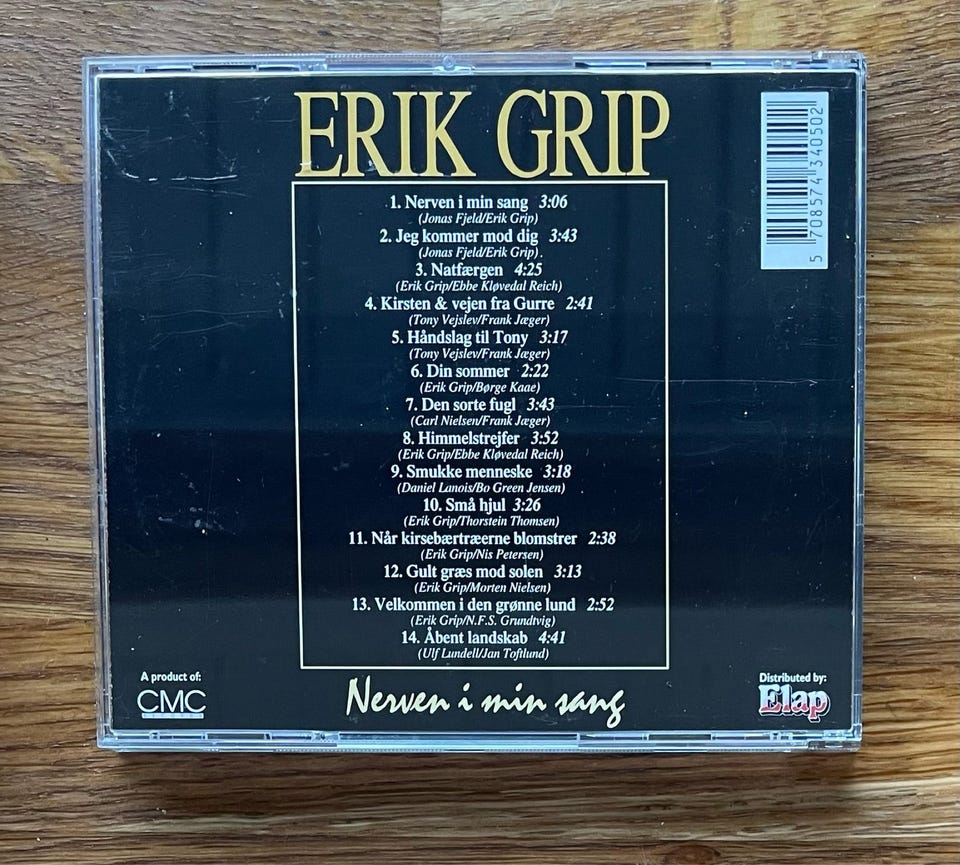 ERIK GRIP
1. Nerven i min sang 3:06
(Jonas Fjeld/Erik Grip)
2. Jeg kommer mod dig 3:43
(Jonas Fjeld/Erik Grip).
3. Natfærgen 4:25
(Erik Grip/Ebbe Kløvedal Reich)
4. Kirsten & vejen fra Gurre 2:41
(Tony Vejslev/Frank Jæger)
5. Håndslag til Tony 3:17
(Tony Vejslev/Frank Jæger)
6. Din sommer 2:22
(Erik Grip/Børge Kaae)
7. Den sorte fugl 3:43
(Carl Nielsen/Frank Jæger)
8. Himmelstrejfer 3:52
(Erik Grip/Ebbe Kløvedal Reich)
9. Smukke menneske 3:18
(Daniel Lanois/Bo Green Jensen)
10. Små hjul 3:26
(Erik Grip/Thorstein Thomsen)
11. Når kirsebærtræerne blomstrer 2:38
(Erik Grip/Nis Petersen)
12. Gult græs mod solen 3:13
(Erik Grip/Morten Nielsen)
13. Velkommen i den grønne lund 2:52
(Erik Grip/N.F.S. Grundtvig)
14. Åbent landskab 4:41
(Ulf Lundell/Jan Toftlund)
Nerven i min sang
A product of:
CMC
RECORDS
Distributed by:
Elap
5 708574 340502